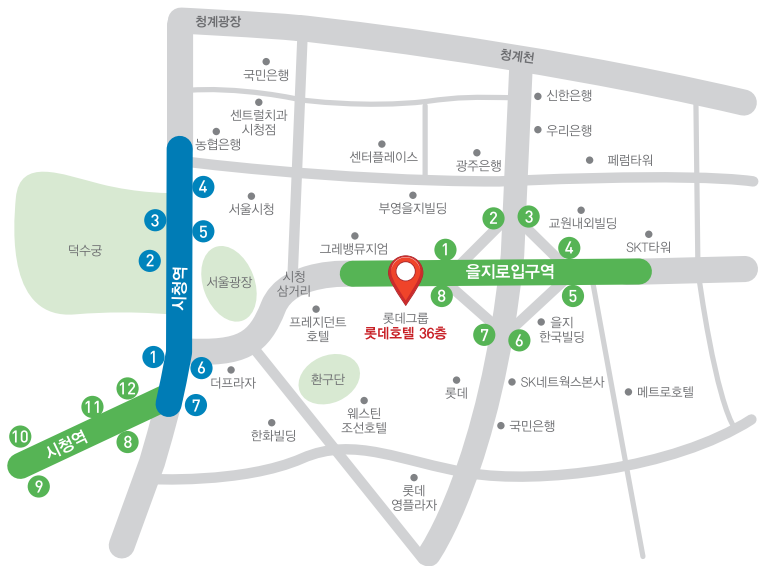 청계광장
청계천
국민은행
신한은행
센트럴치과
시청점
농협은행
우리은행
센터플레이스
광주은행
페럼타워
4
서울시청
부영을지빌딩
3
2
3
교원내외빌딩
5
그레뱅뮤지엄
1
4
SKT타워
덕수궁
2
시청역
서울광장
시청
삼거리
을지로입구역
8
5
프레지던트
호텔
롯데그룹
롯데호텔 36층
7
6
을지
한국빌딩
1
6
더프라자
환구단
롯데
SK네트웍스본사
메트로호텔
12
11
7
웨스틴
조선호텔
10
시청역
8
한화빌딩
국민은행
9
롯데
영플라자